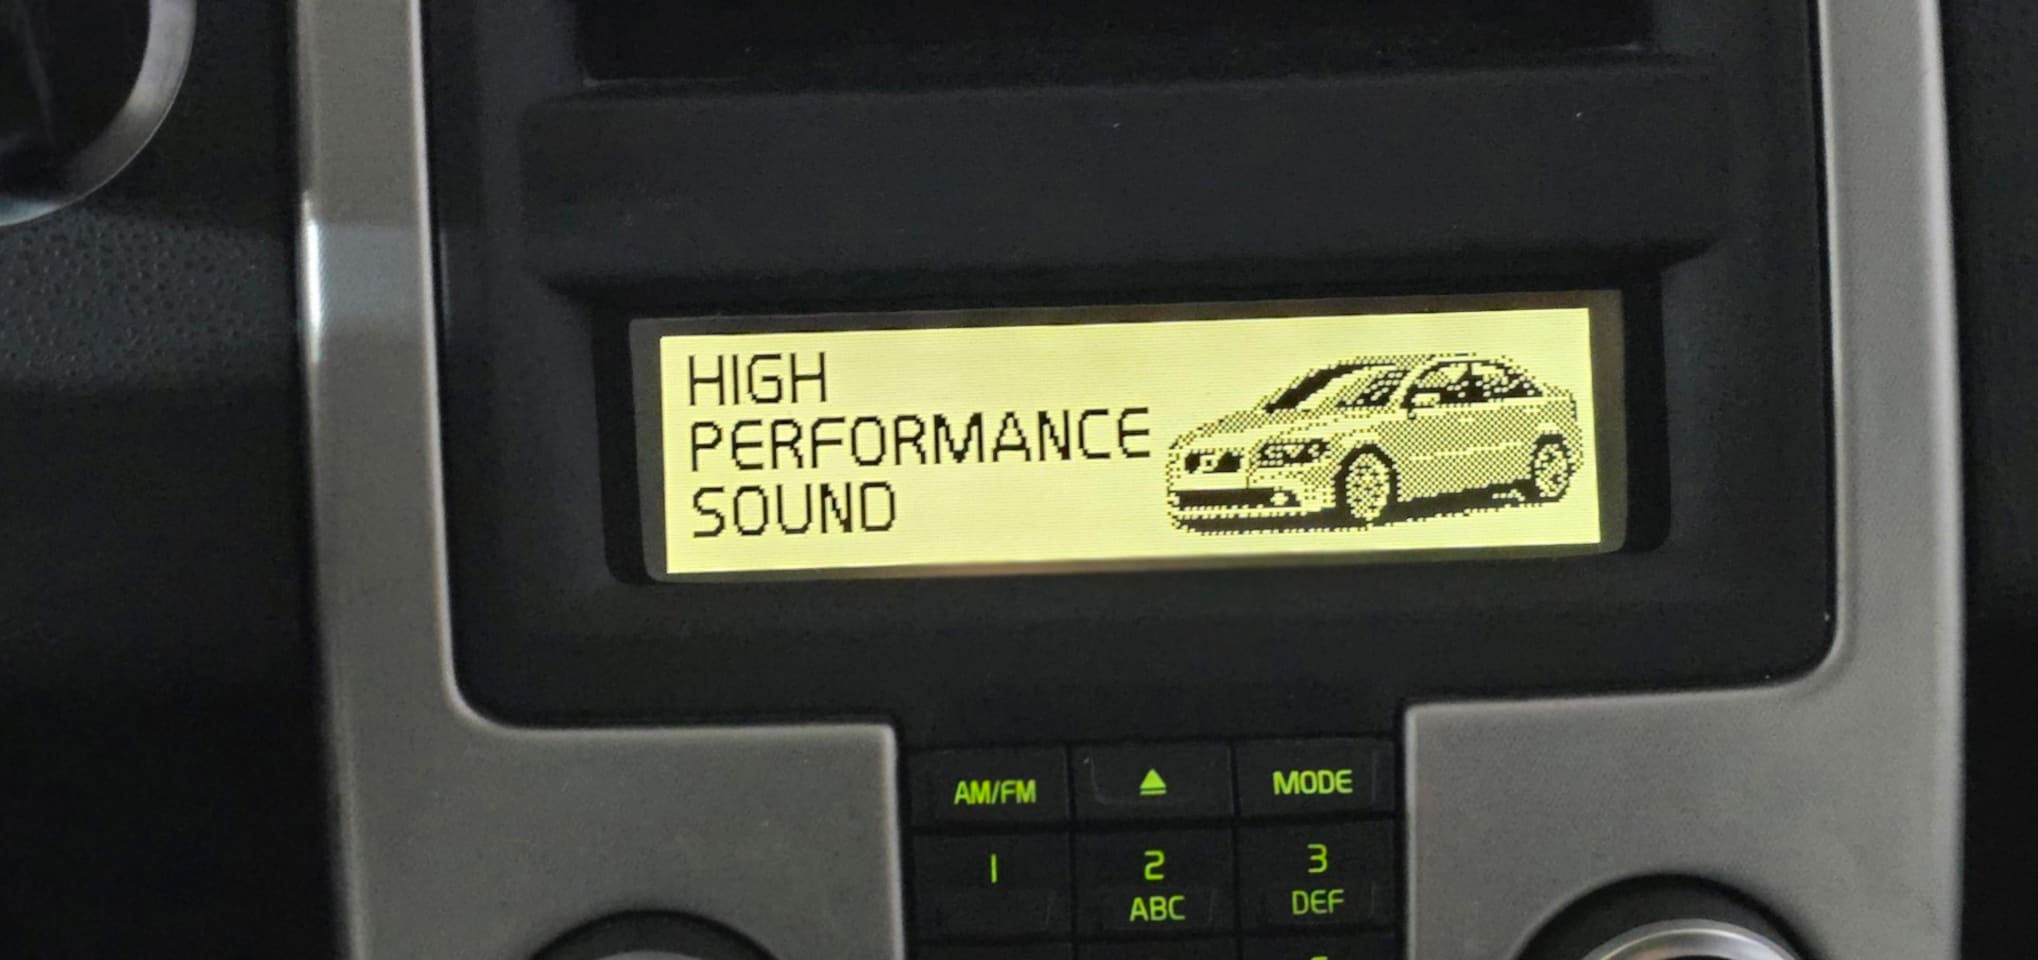 HIGH
PERFORMANCE
SOUND
AM/FM
MODE
1
2
3
ABC
DEF